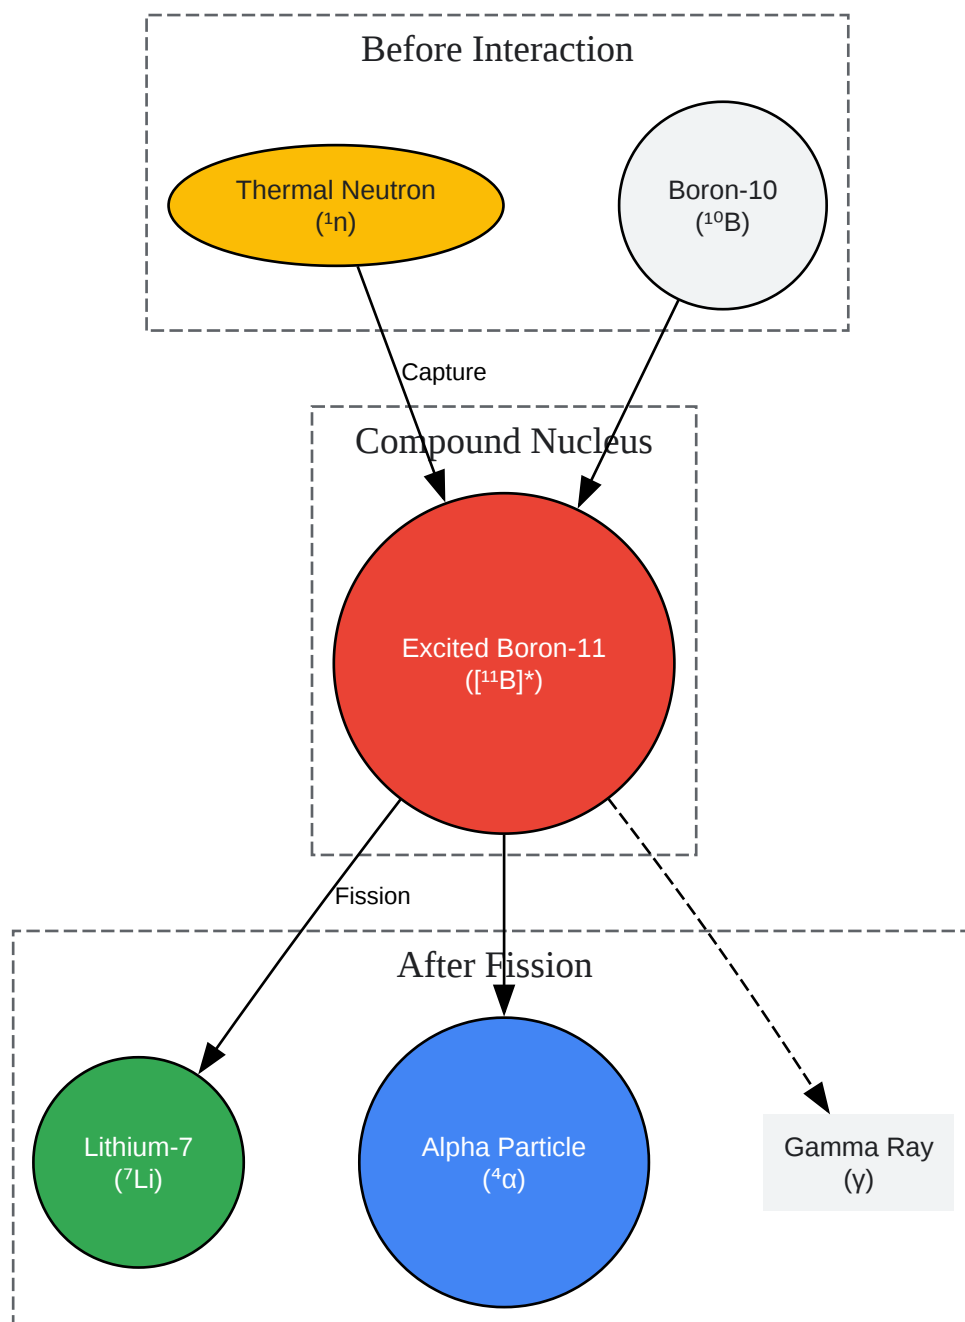 Before Interaction
Thermal Neutron
(¹n)
Boron-10
(¹⁰B)
Capture
Compound Nucleus
Excited Boron-11
([¹¹B]*)
Fission
After Fission
Lithium-7
(⁷Li)
Alpha Particle
(⁴α)
Gamma Ray
(γ)